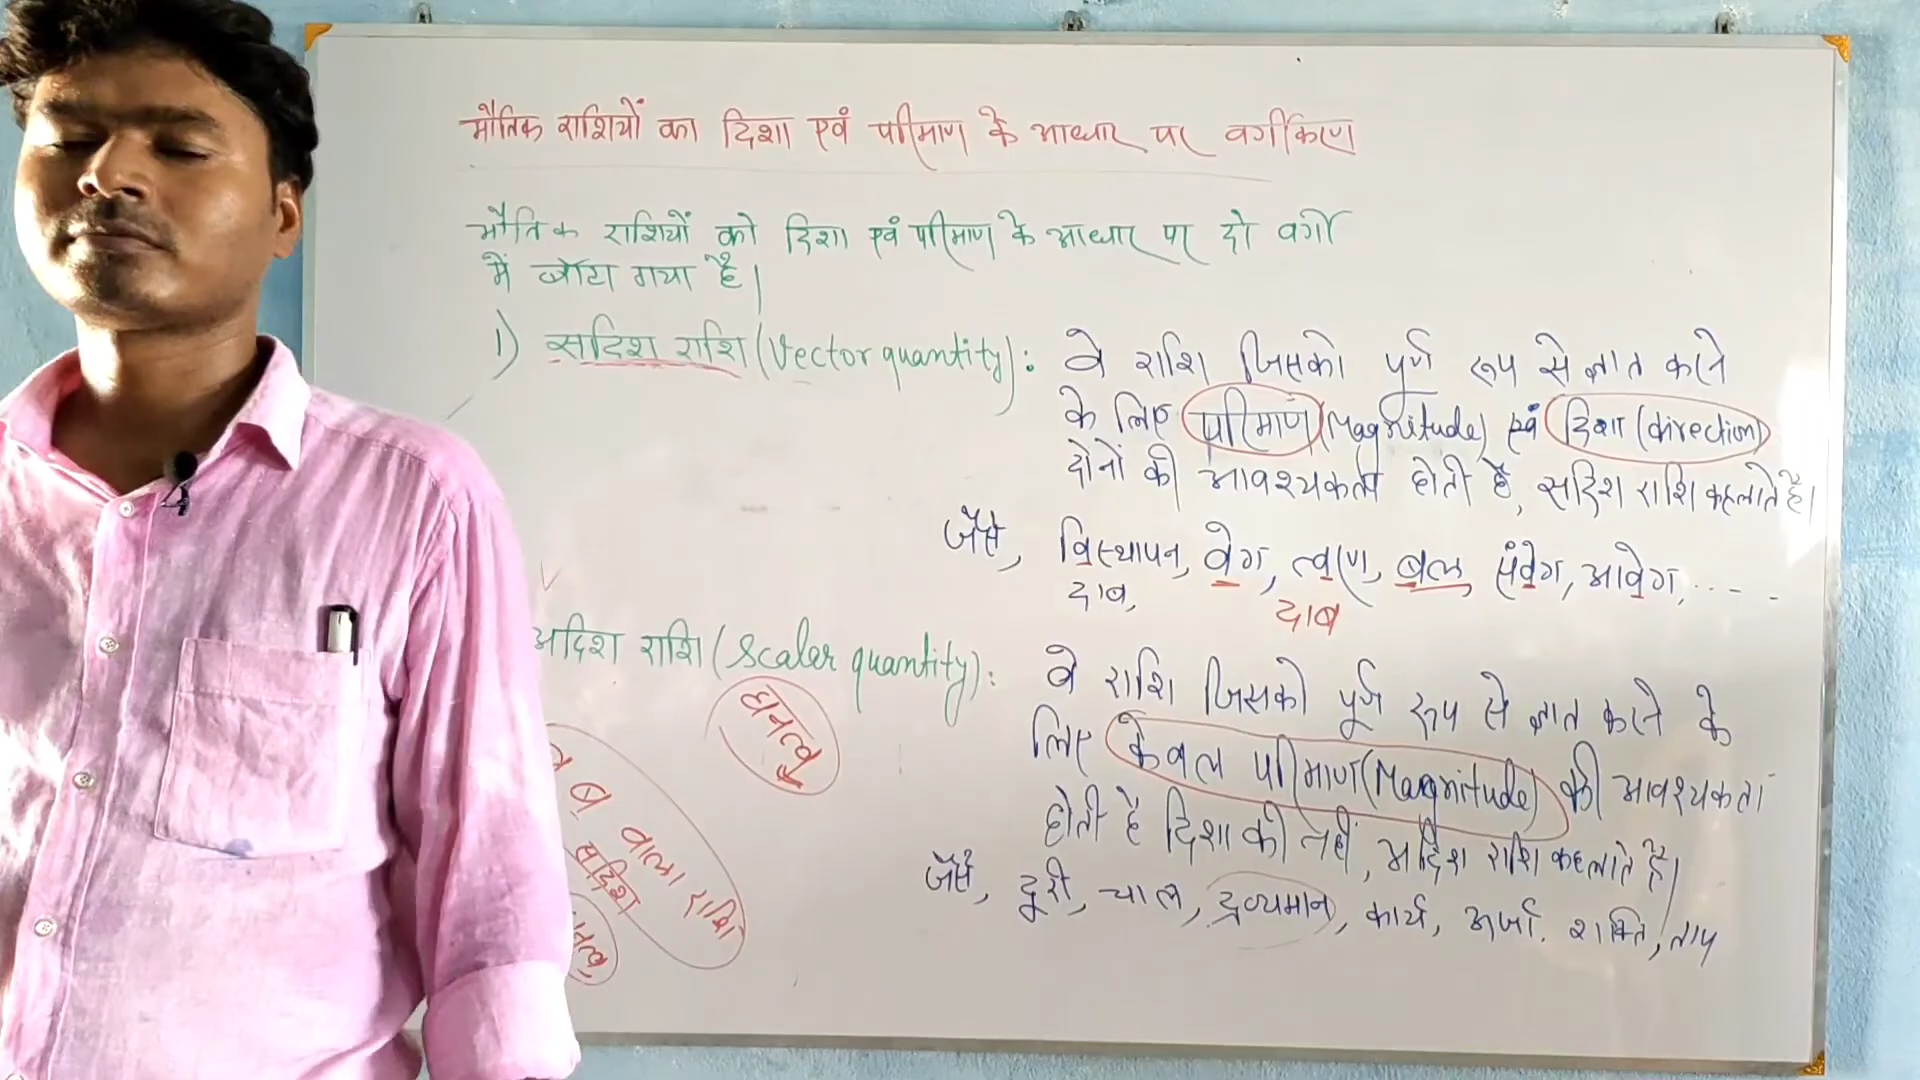 भौतिक राशियों का दिशा एवं परिमाण के आधार पर वर्गीकरण
भौतिक राशियों को दिशा एवं परिमाण के आधार पर दो वर्गो
में बाँटा गया है।
1) सदिश राशि (Vector quantity):
वे राशि जिसको पूर्ण रूप से ज्ञात करने
के लिए परिमाण (Magnitude) एवं दिशा (direction)
दोनों की आवश्यकता होती है, सदिश राशि कहलाते है।
जैसे, विस्थापन, वेग, त्वरण, बल संवेग, आवेग, ....
दाब,
दाब
अदिश राशि (Scaler quantity):
वे राशि जिसको पूर्ण रूप से ज्ञात करने के
लिए केवल परिमाण (Magnitude) की आवश्यकता
होती है दिशा की नहीं, अदिश राशि कहलाते है।
जैसे, दूरी, चाल, द्रव्यमान, कार्य, ऊर्जा, शक्ति, ताप
घनत्व
व वाला राशि
सदिश